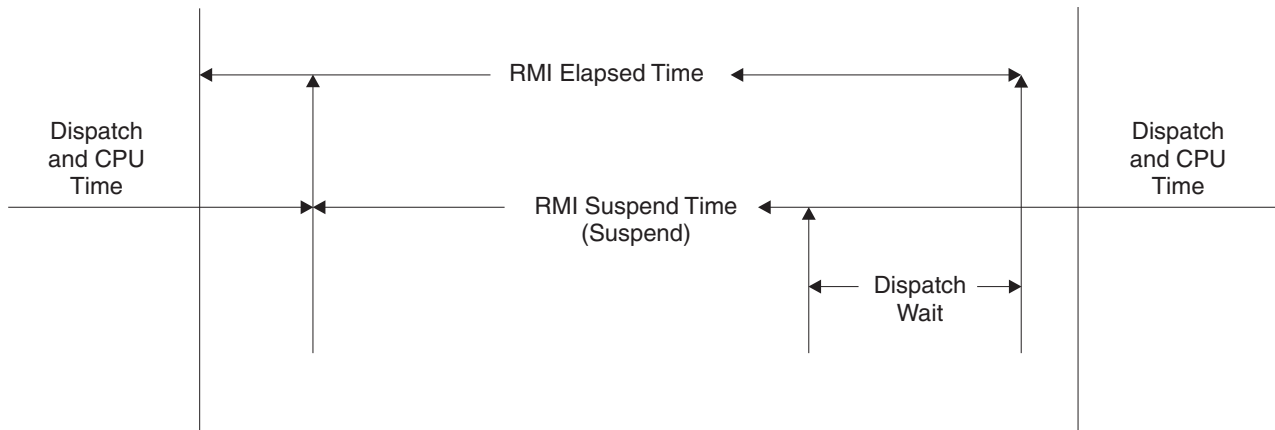 RMI Elapsed Time
Dispatch
and CPU
Time
Dispatch
and CPU
Time
RMI Suspend Time
(Suspend)
Dispatch
Wait